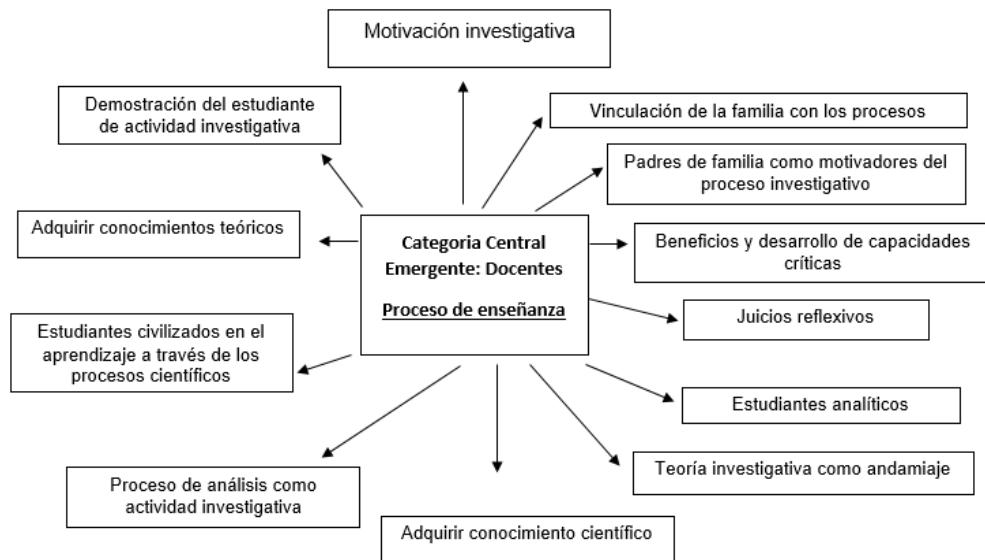 Motivación investigativa
Demostración del estudiante
de actividad investigativa
Vinculación de la familia con los procesos
Padres de familia como motivadores del
proceso investigativo
Adquirir conocimientos teóricos
Categoria Central
Emergente: Docentes
Proceso de enseñanza
Beneficios y desarrollo de capacidades
críticas
Juicios reflexivos
Estudiantes civilizados en el
aprendizaje a través de los
procesos científicos
Estudiantes analíticos
Teoría investigativa como andamiaje
Proceso de análisis como
actividad investigativa
Adquirir conocimiento científico